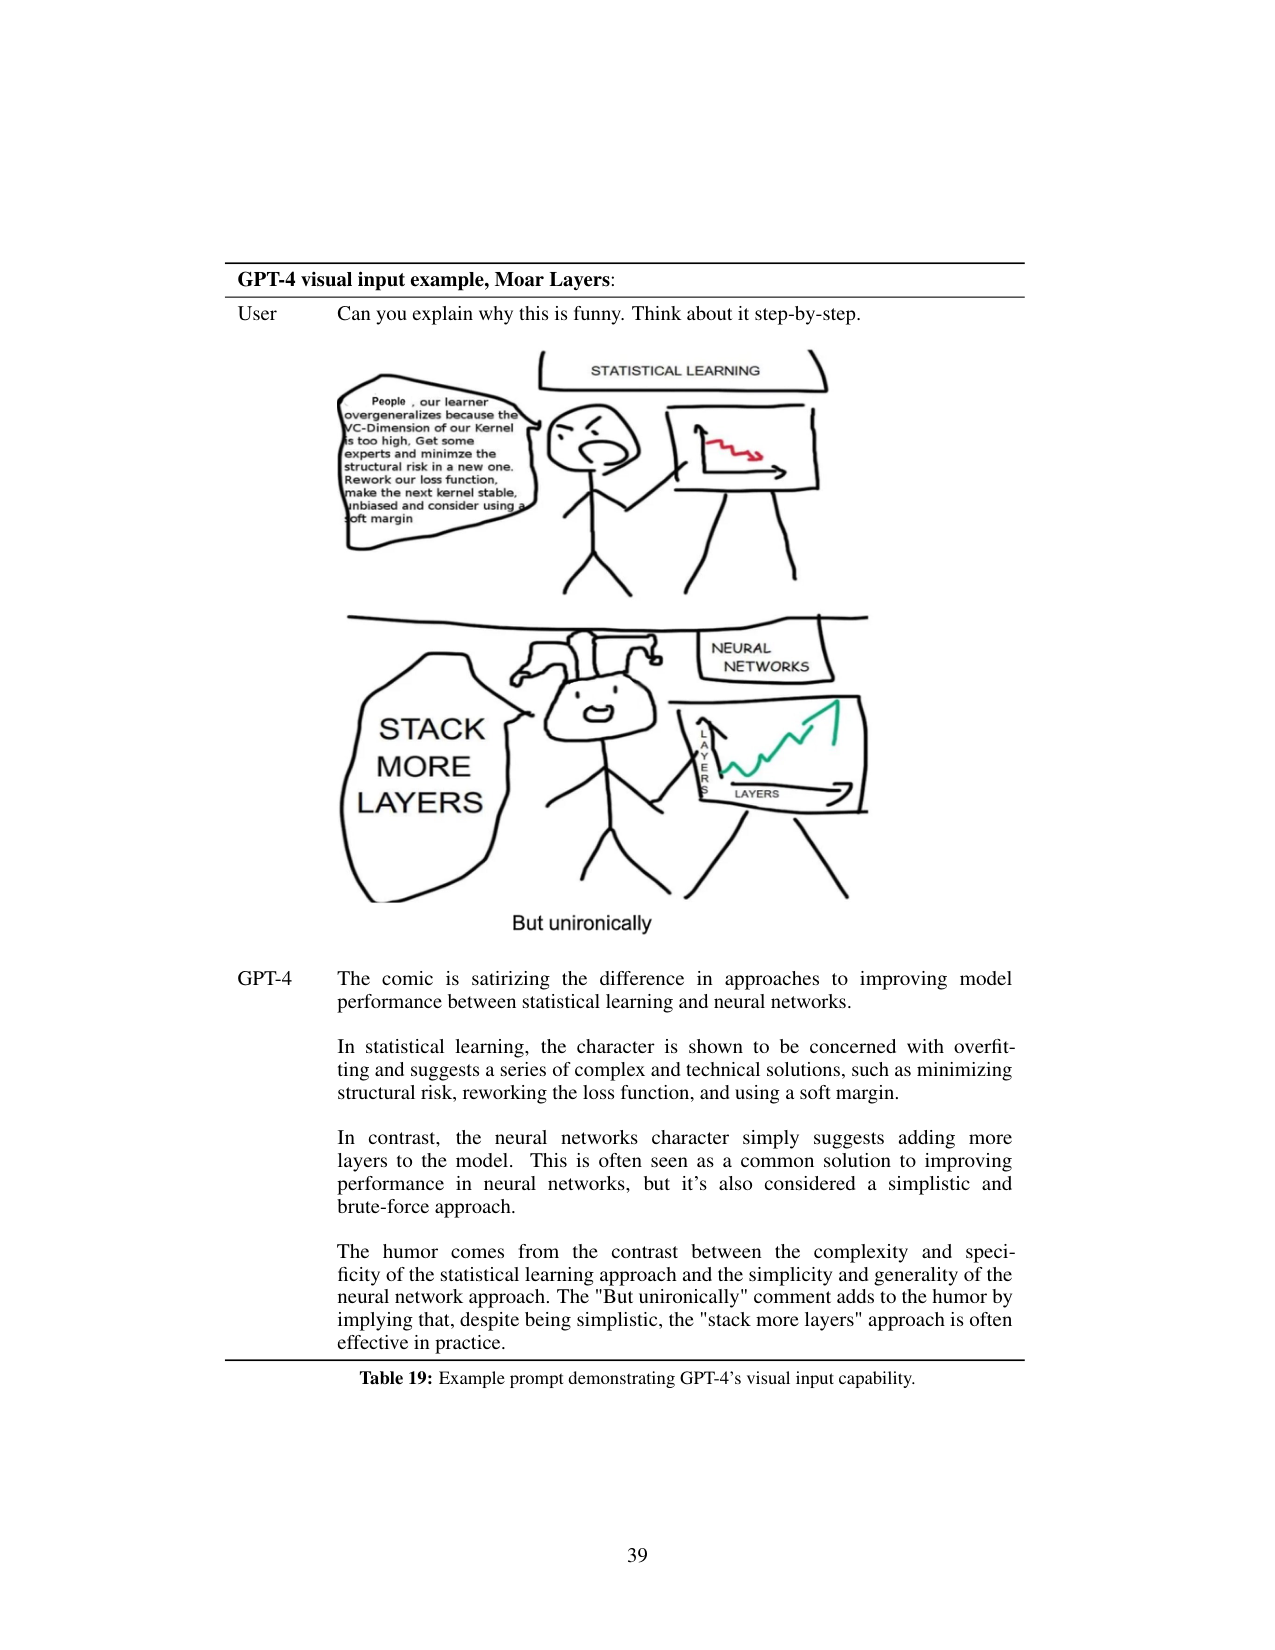 GPT-4 visual input example, Moar Layers:
User Can you explain why this is funny. Think about it step-by-step.
STATISTICAL LEARNING
People , our learner
overgeneralizes because the
VC-Dimension of our Kernel
is too high, Get some
experts and minimze the
structural risk in a new one.
Rework our loss function,
make the next kernel stable,
unbiased and consider using a
soft margin
NEURAL
NETWORKS
STACK
MORE
LAYERS
LAYERS
LAYERS
But unironically
GPT-4 The comic is satirizing the difference in approaches to improving model
performance between statistical learning and neural networks.
In statistical learning, the character is shown to be concerned with overfit-
ting and suggests a series of complex and technical solutions, such as minimizing
structural risk, reworking the loss function, and using a soft margin.
In contrast, the neural networks character simply suggests adding more
layers to the model. This is often seen as a common solution to improving
performance in neural networks, but it's also considered a simplistic and
brute-force approach.
The humor comes from the contrast between the complexity and speci-
ficity of the statistical learning approach and the simplicity and generality of the
neural network approach. The "But unironically" comment adds to the humor by
implying that, despite being simplistic, the "stack more layers" approach is often
effective in practice.
Table 19: Example prompt demonstrating GPT-4's visual input capability.
39